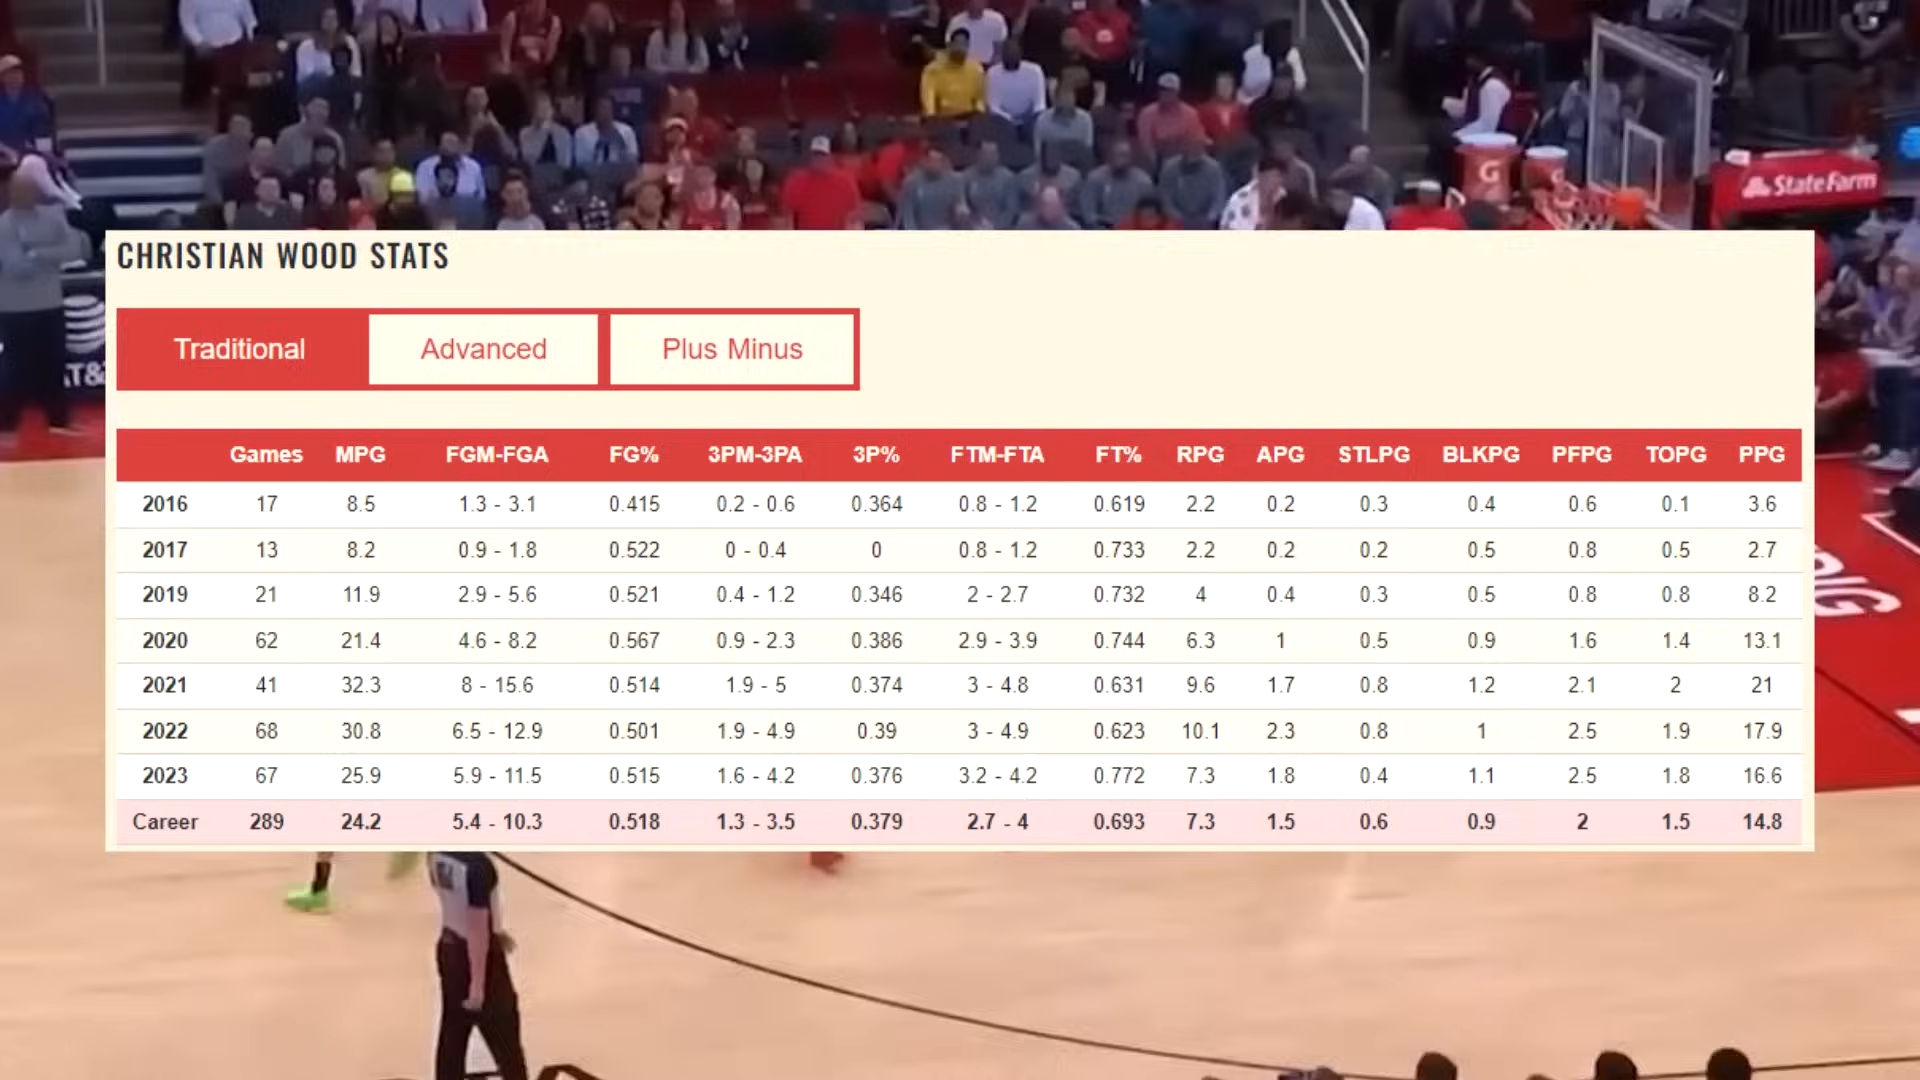 G G
StateFarm
CHRISTIAN WOOD STATS
AT&T
Traditional Advanced Plus Minus
Games MPG FGM-FGA FG% 3PM-3PA 3P% FTM-FTA FT% RPG APG STLPG BLKPG PFPG TOPG PPG
2016 17 8.5 1.3 - 3.1 0.415 0.2 - 0.6 0.364 0.8 - 1.2 0.619 2.2 0.2 0.3 0.4 0.6 0.1 3.6
2017 13 8.2 0.9 - 1.8 0.522 0 - 0.4 0 0.8 - 1.2 0.733 2.2 0.2 0.2 0.5 0.8 0.5 2.7
2019 21 11.9 2.9 - 5.6 0.521 0.4 - 1.2 0.346 2 - 2.7 0.732 4 0.4 0.3 0.5 0.8 0.8 8.2
2020 62 21.4 4.6 - 8.2 0.567 0.9 - 2.3 0.386 2.9 - 3.9 0.744 6.3 1 0.5 0.9 1.6 1.4 13.1
2021 41 32.3 8 - 15.6 0.514 1.9 - 5 0.374 3 - 4.8 0.631 9.6 1.7 0.8 1.2 2.1 2 21
2022 68 30.8 6.5 - 12.9 0.501 1.9 - 4.9 0.39 3 - 4.9 0.623 10.1 2.3 0.8 1 2.5 1.9 17.9
2023 67 25.9 5.9 - 11.5 0.515 1.6 - 4.2 0.376 3.2 - 4.2 0.772 7.3 1.8 0.4 1.1 2.5 1.8 16.6
Career 289 24.2 5.4 - 10.3 0.518 1.3 - 3.5 0.379 2.7 - 4 0.693 7.3 1.5 0.6 0.9 2 1.5 14.8